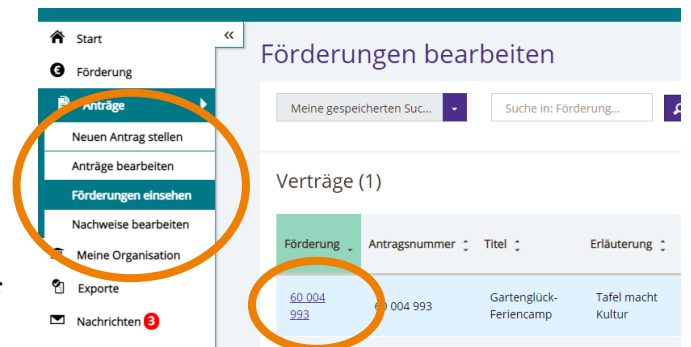 Start
«
Förderung
Anträge
Neuen Antrag stellen
Anträge bearbeiten
Förderungen einsehen
Nachweise bearbeiten
Meine Organisation
Exporte
Nachrichten 3
Förderungen bearbeiten
Meine gespeicherten Suc...
Suche in: Förderung...
Verträge (1)
Förderung Antragsnummer Titel Erläuterung
60 004 60 004 993 Gartenglück- Tafel macht
993 Feriencamp Kultur